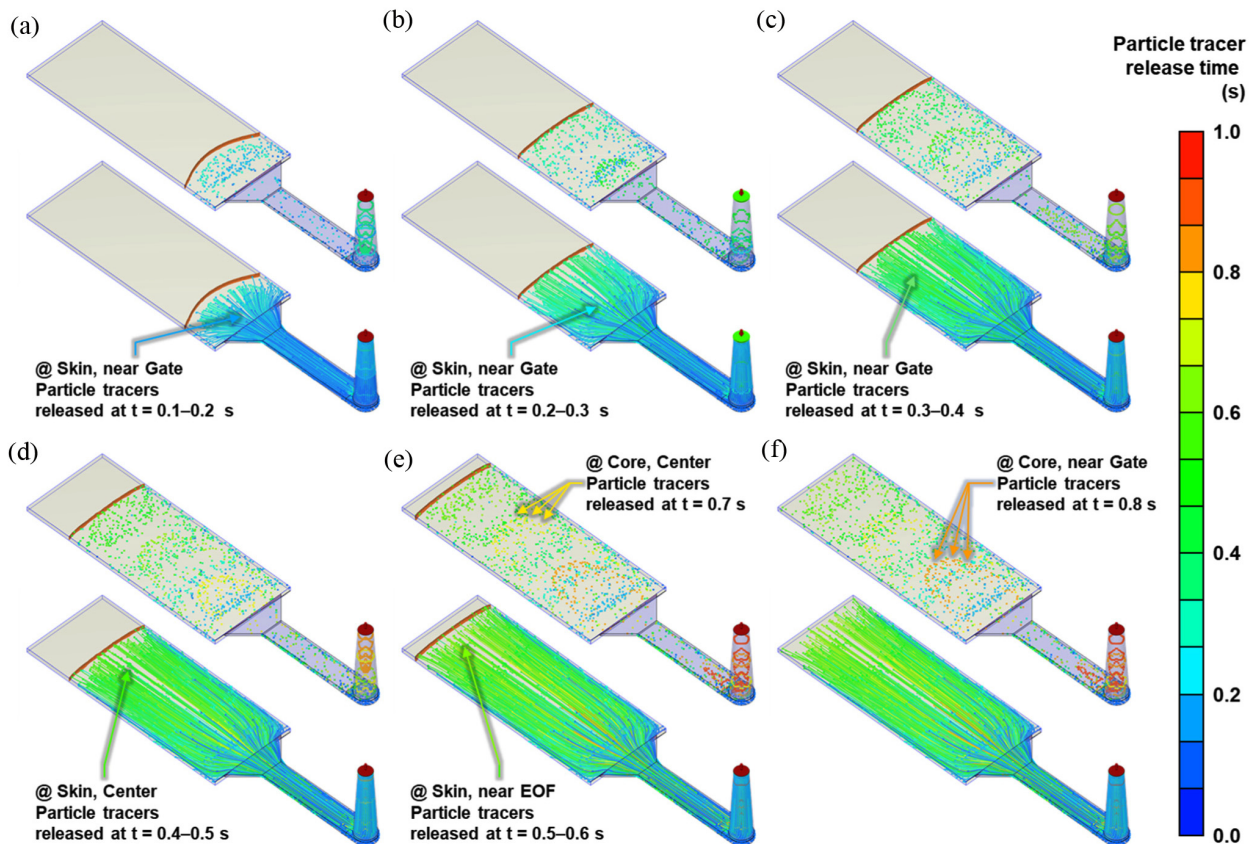 (a)
(b)
(c)
Particle tracer
release time
(s)
1.0
0.8
0.6
0.4
0.2
0.0
@ Skin, near Gate
Particle tracers
released at t = 0.1–0.2 s
@ Skin, near Gate
Particle tracers
released at t = 0.2–0.3 s
@ Skin, near Gate
Particle tracers
released at t = 0.3–0.4 s
(d)
(e)
(f)
@ Core, Center
Particle tracers
released at t = 0.7 s
@ Core, near Gate
Particle tracers
released at t = 0.8 s
@ Skin, Center
Particle tracers
released at t = 0.4–0.5 s
@ Skin, near EOF
Particle tracers
released at t = 0.5–0.6 s